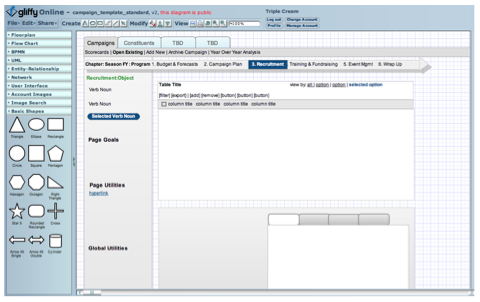 gliffy Online - campaign_template_standard, v2, this diagram is public
Triple Cream
Log out Change Account
Profile Manage Account
File Edit Share Create Modify View 100%
Floorplan
Flow Chart
BPMN
UML
Entity-Relationship
Network
User Interface
Account Images
Image Search
Basic Shapes
Triangle Ellipse Rectangle
Circle Square Pentagon
Hexagon Octagon Right Triangle
Star 5 Rounded Rectangle Cross
Arrow 45 Single Arrow 45 Double Cylinder
Campaigns Constituents TBD TBD
Scorecards | Open Existing | Add New | Archive Campaign | Year Over Year Analysis
Chapter: Season FY: Program 1. Budget & Forecasts 2. Campaign Plan 3. Recruitment Training & Fundraising 5. Event Mgmt 6. Wrap Up
Recruitment Object
Verb Noun
Verb Noun
Selected Verb Noun
Page Goals
Page Utilities
hyperlink
Global Utilities
Table Title
view by all | option | option | selected option
[filter] [export] | [add] [remove] [button] [button] [button]
column title column title column title column title